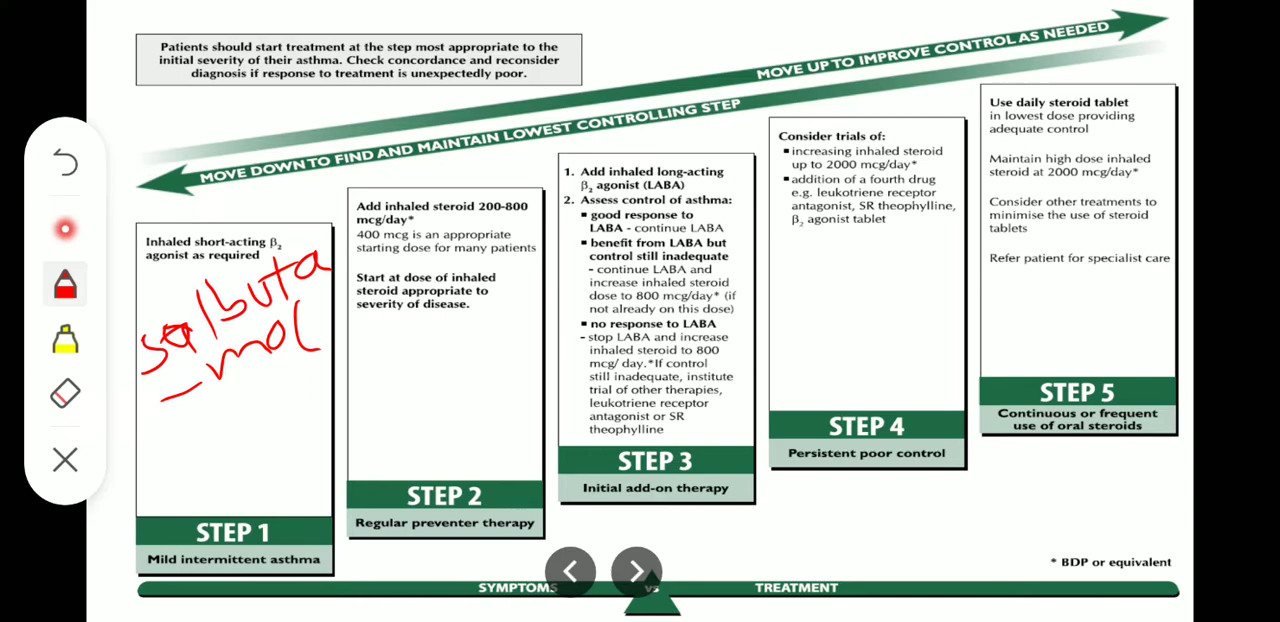 Patients should start treatment at the step most appropriate to the
initial severity of their asthma. Check concordance and reconsider
diagnosis if response to treatment is unexpectedly poor.
MOVE UP TO IMPROVE CONTROL AS NEEDED
MOVE DOWN TO FIND AND MAINTAIN LOWEST CONTROLLING STEP
Inhaled short-acting β₂
agonist as required
salbuta
-mol
STEP 1
Mild intermittent asthma
Add inhaled steroid 200-800
mcg/day*
400 mcg is an appropriate
starting dose for many patients
Start at dose of inhaled
steroid appropriate to
severity of disease.
STEP 2
Regular preventer therapy
1. Add inhaled long-acting
β₂ agonist (LABA)
2. Assess control of asthma:
▪ good response to
LABA - continue LABA
▪ benefit from LABA but
control still inadequate
- continue LABA and
increase inhaled steroid
dose to 800 mcg/day* (if
not already on this dose)
▪ no response to LABA
- stop LABA and increase
inhaled steroid to 800
mcg/ day.*If control
still inadequate, institute
trial of other therapies,
leukotriene receptor
antagonist or SR
theophylline
STEP 3
Initial add-on therapy
Consider trials of:
▪ increasing inhaled steroid
up to 2000 mcg/day*
▪ addition of a fourth drug
e.g. leukotriene receptor
antagonist, SR theophylline,
β₂ agonist tablet
STEP 4
Persistent poor control
Use daily steroid tablet
in lowest dose providing
adequate control
Maintain high dose inhaled
steroid at 2000 mcg/day*
Consider other treatments to
minimise the use of steroid
tablets
Refer patient for specialist care
STEP 5
Continuous or frequent
use of oral steroids
* BDP or equivalent
SYMPTOMS vs TREATMENT